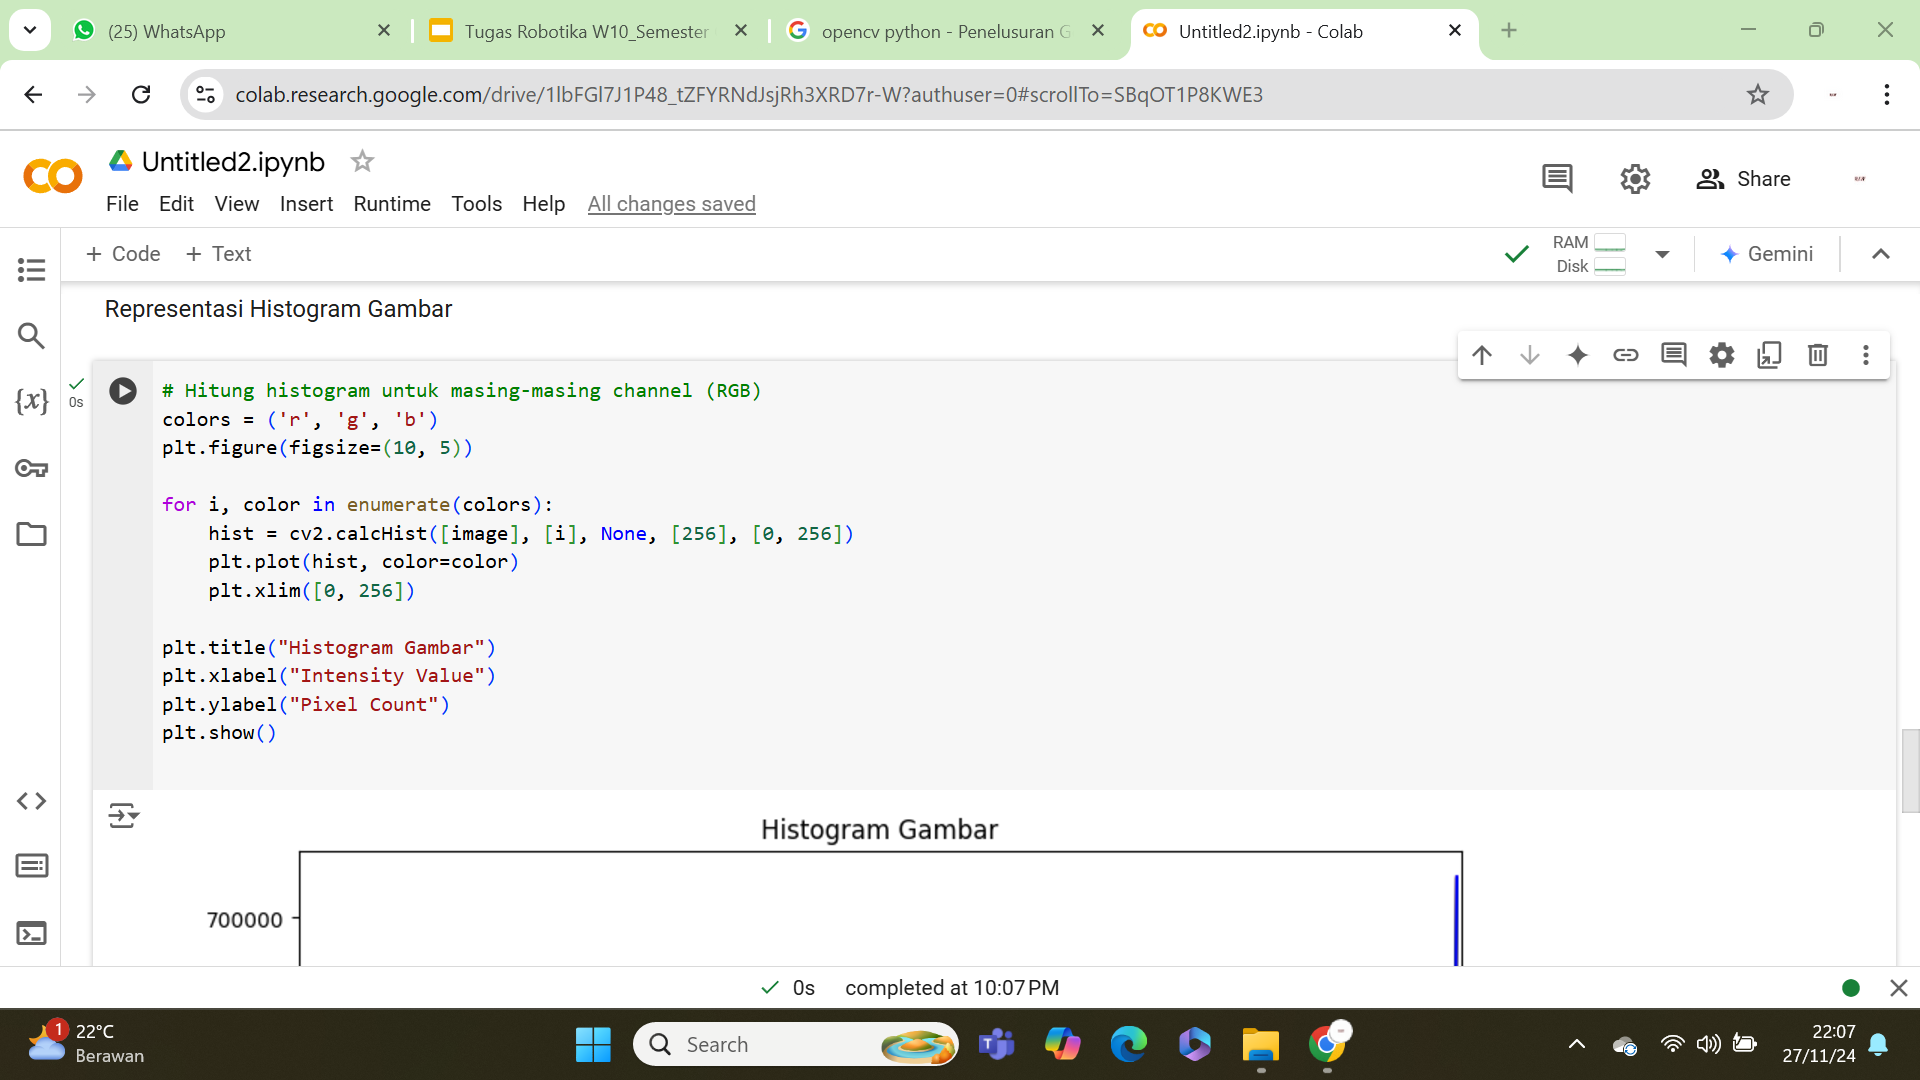 (25) WhatsApp
Tugas Robotika W10_Semester
opencv python - Penelusuran G
Untitled2.ipynb - Colab
colab.research.google.com/drive/1lbFGl7J1P48_tZFYRNdJsjRh3XRD7r-W?authuser=0#scrollTo=SBqOT1P8KWE3
Untitled2.ipynb
File Edit View Insert Runtime Tools Help All changes saved
Share
+ Code + Text
RAM
Disk
Gemini
Representasi Histogram Gambar
0s
# Hitung histogram untuk masing-masing channel (RGB)
colors = ('r', 'g', 'b')
plt.figure(figsize=(10, 5))
for i, color in enumerate(colors):
    hist = cv2.calcHist([image], [i], None, [256], [0, 256])
    plt.plot(hist, color=color)
    plt.xlim([0, 256])
plt.title("Histogram Gambar")
plt.xlabel("Intensity Value")
plt.ylabel("Pixel Count")
plt.show()
Histogram Gambar
700000
0s completed at 10:07 PM
1
22°C
Berawan
Search
22:07
27/11/24